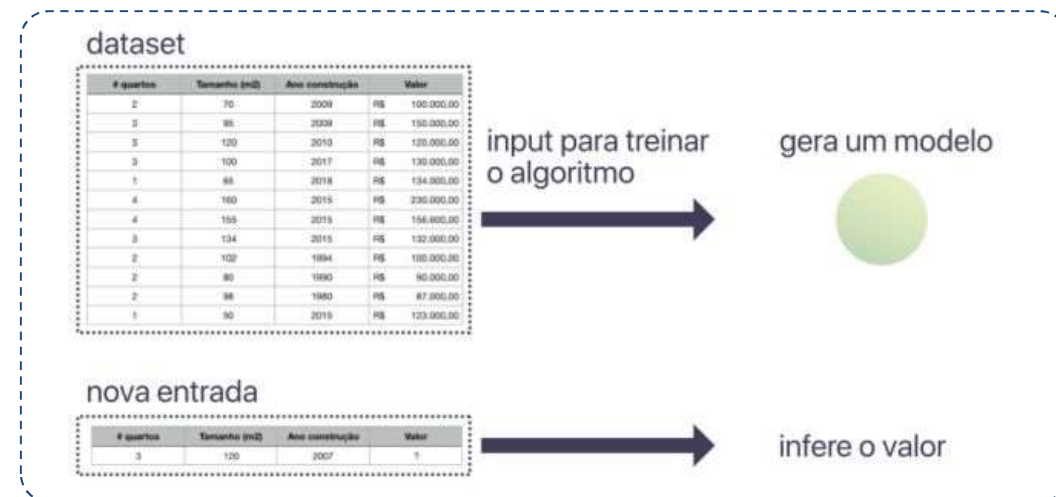 dataset
# quartos Tamanho (m2) Ano construção Valor
2 70 2009 R$ 100.000,00
3 95 2009 R$ 150.000,00
3 120 2010 R$ 120.000,00
3 100 2017 R$ 130.000,00
1 65 2018 R$ 134.000,00
4 160 2015 R$ 230.000,00
4 155 2015 R$ 156.600,00
3 134 2015 R$ 132.000,00
2 102 1994 R$ 100.000,00
2 80 1990 R$ 90.000,00
2 98 1980 R$ 87.000,00
1 50 2015 R$ 123.000,00
input para treinar
o algoritmo
gera um modelo
nova entrada
# quartos Tamanho (m2) Ano construção Valor
3 120 2007 ?
infere o valor